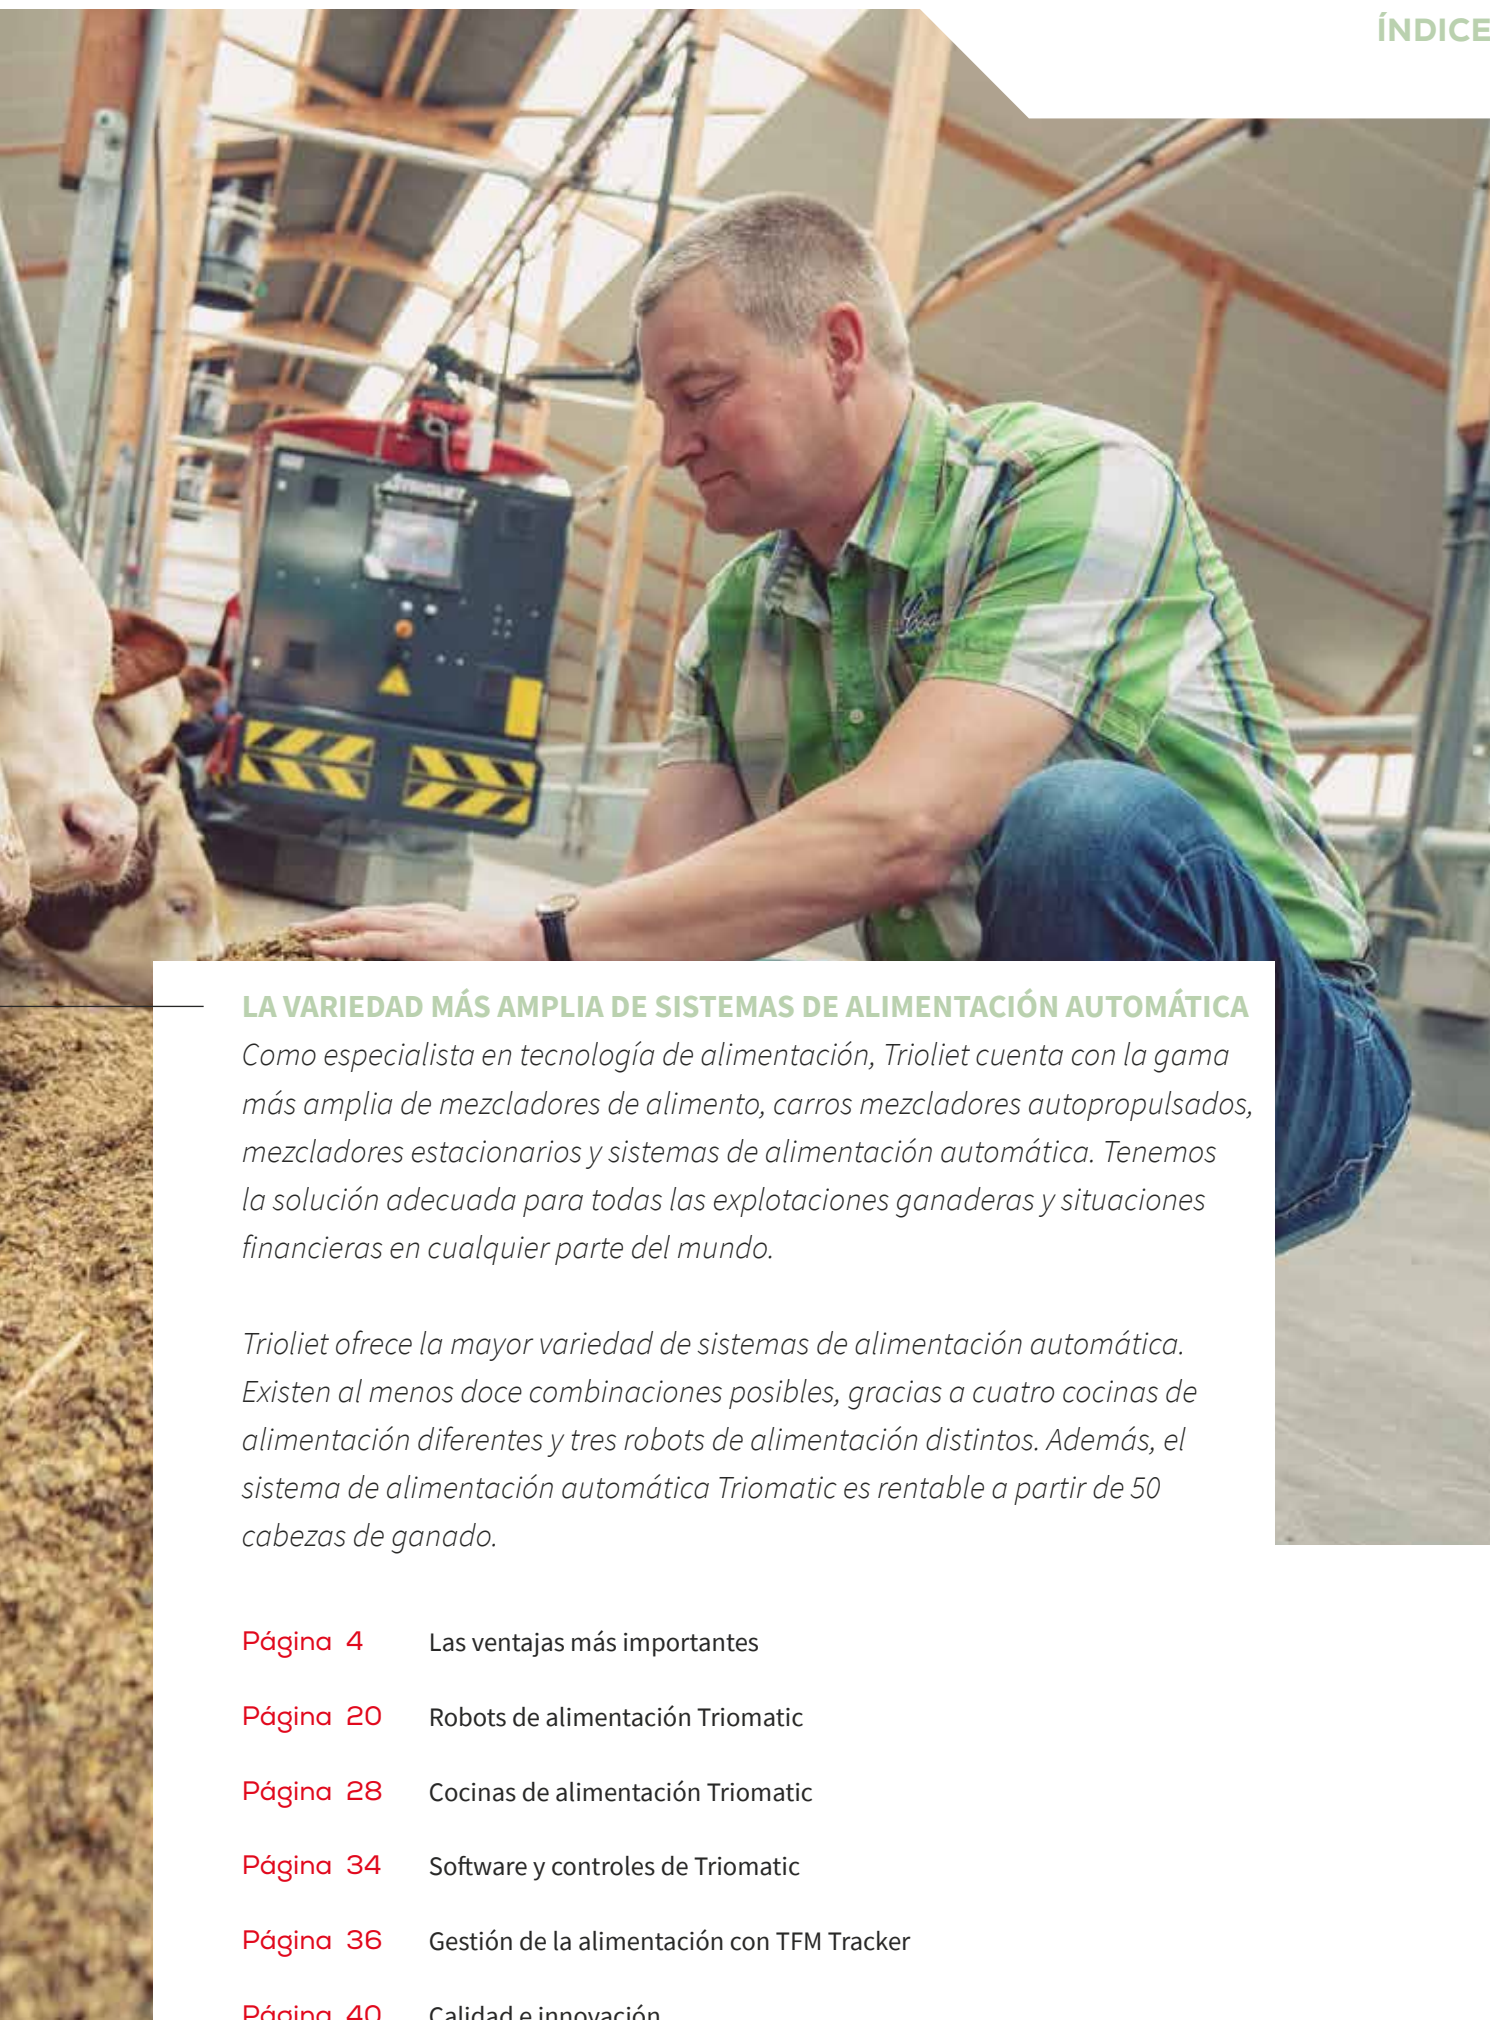 ÍNDICE
TRIOLIET
LA VARIEDAD MÁS AMPLIA DE SISTEMAS DE ALIMENTACIÓN AUTOMÁTICA
Como especialista en tecnología de alimentación, Trioliet cuenta con la gama
más amplia de mezcladores de alimento, carros mezcladores autopropulsados,
mezcladores estacionarios y sistemas de alimentación automática. Tenemos
la solución adecuada para todas las explotaciones ganaderas y situaciones
financieras en cualquier parte del mundo.
Trioliet ofrece la mayor variedad de sistemas de alimentación automática.
Existen al menos doce combinaciones posibles, gracias a cuatro cocinas de
alimentación diferentes y tres robots de alimentación distintos. Además, el
sistema de alimentación automática Triomatic es rentable a partir de 50
cabezas de ganado.
Página 4 Las ventajas más importantes
Página 20 Robots de alimentación Triomatic
Página 28 Cocinas de alimentación Triomatic
Página 34 Software y controles de Triomatic
Página 36 Gestión de la alimentación con TFM Tracker
Página 40 Calidad e innovación